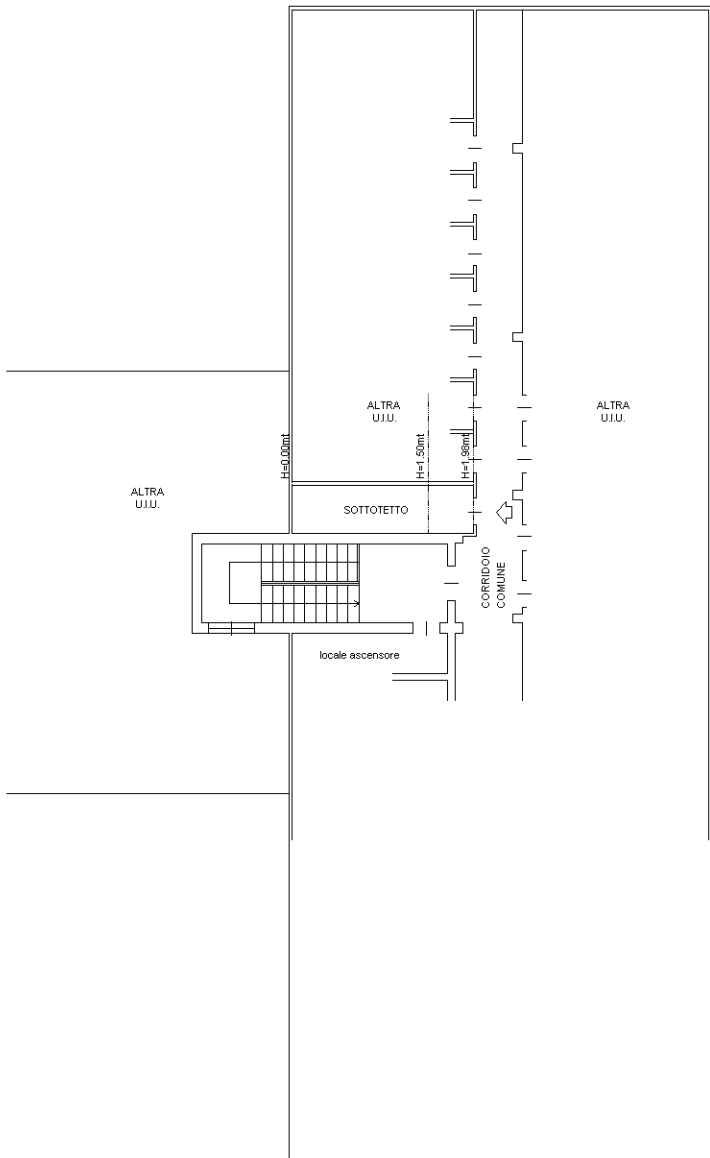 ALTRA
U.I.U.
ALTRA
U.I.U.
H=0.00mt
H=1.50mt
H=1.98mt
ALTRA
U.I.U.
SOTTOTETTO
CORRIDOIO
COMUNE
locale ascensore